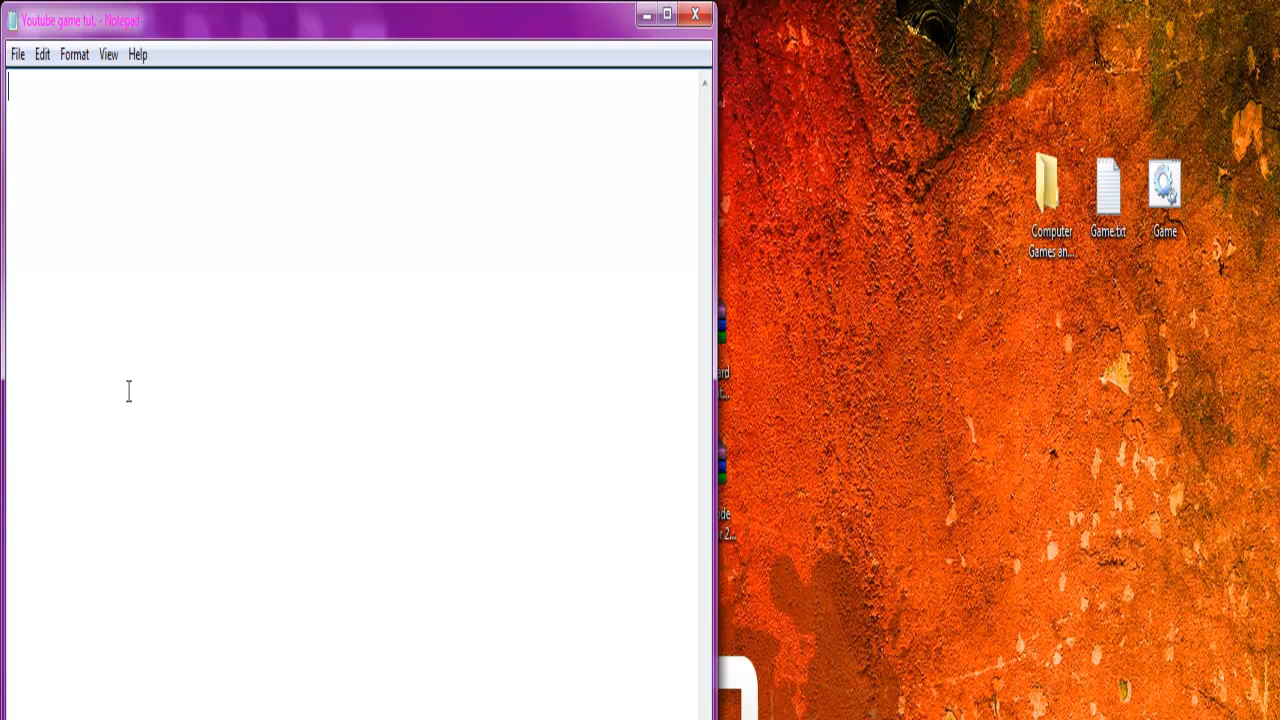 Youtube game tut. - Notepad
File Edit Format View Help
Computer
Games an...
Game.txt
Game